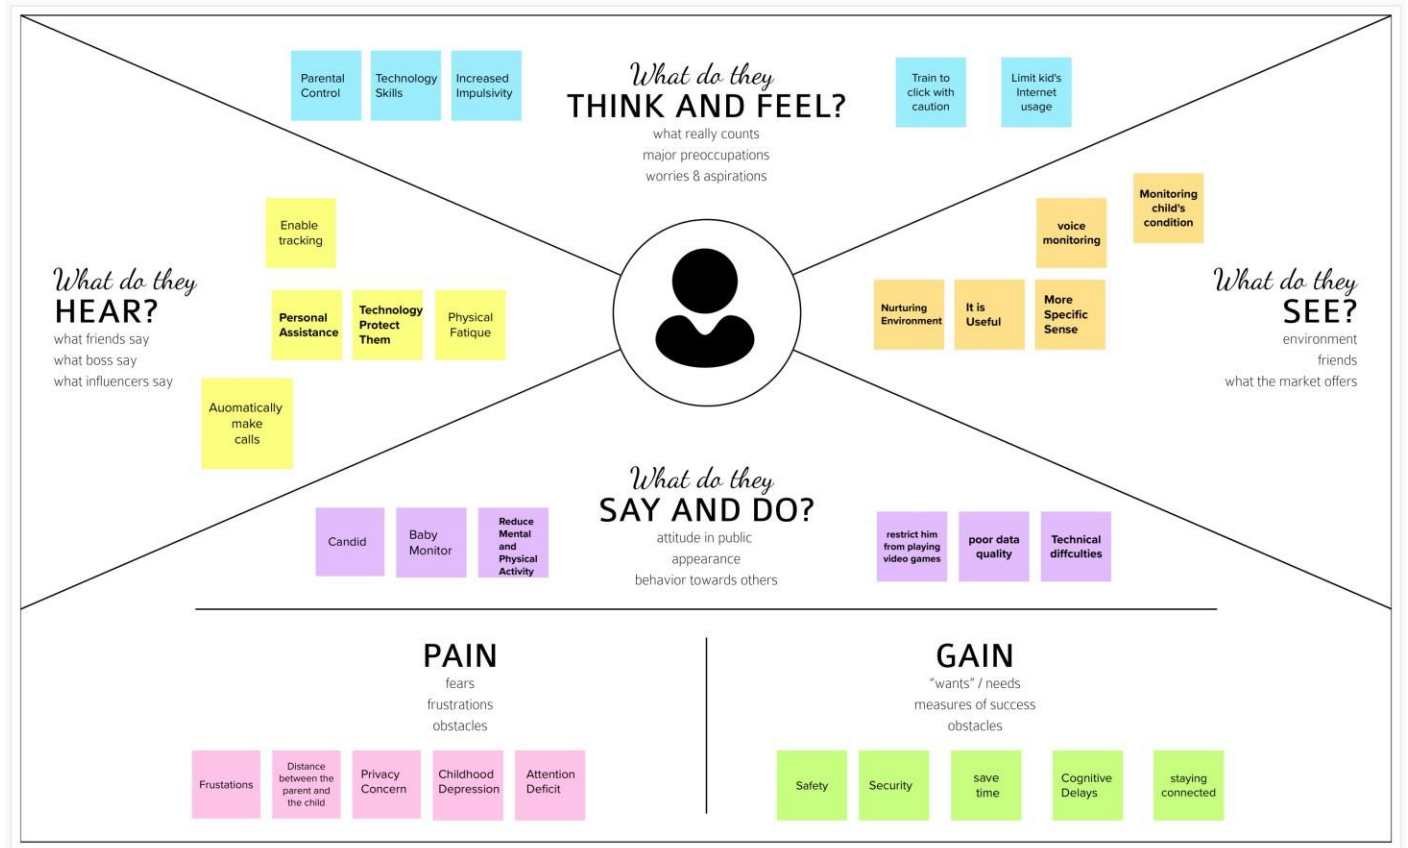 What do they
THINK AND FEEL?
what really counts
major preoccupations
worries & aspirations
Parental
Control
Technology
Skills
Increased
Impulsivity
Train to
click with
caution
Limit kid's
Internet
usage
What do they
HEAR?
what friends say
what boss say
what influencers say
Enable
tracking
Personal
Assistance
Technology
Protect
Them
Physical
Fatique
Auomatically
make
calls
What do they
SEE?
environment
friends
what the market offers
voice
monitoring
Monitoring
child's
condition
Nurturing
Environment
It is
Useful
More
Specific
Sense
What do they
SAY AND DO?
attitude in public
appearance
behavior towards others
Candid
Baby
Monitor
Reduce
Mental
and
Physical
Activity
restrict him
from playing
video games
poor data
quality
Technical
diffculties
PAIN
fears
frustrations
obstacles
Frustations
Distance
between the
parent and
the child
Privacy
Concern
Childhood
Depression
Attention
Deficit
GAIN
"wants" / needs
measures of success
obstacles
Safety
Security
save
time
Cognitive
Delays
staying
connected